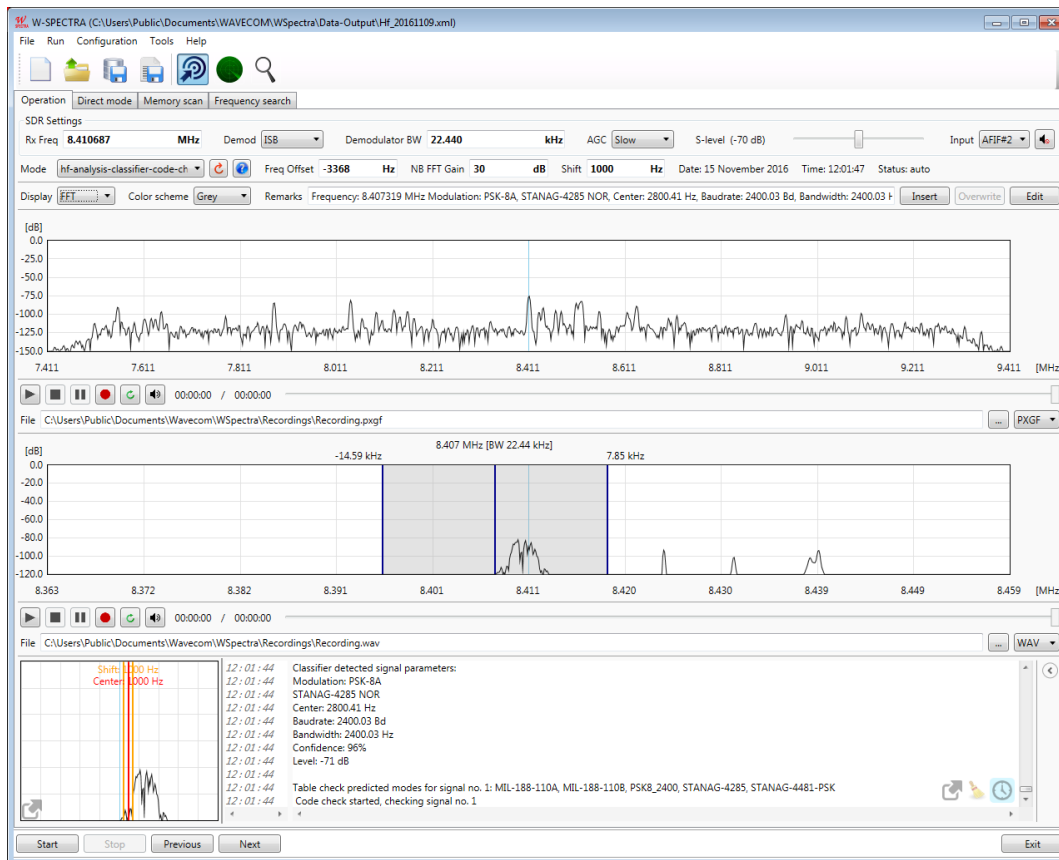 W-SPECTRA (C:\Users\Public\Documents\WAVECOM\WSpectra\Data-Output\Hf_20161109.xml)
File Run Configuration Tools Help
Operation Direct mode Memory scan Frequency search
SDR Settings
Rx Freq 8.410687 MHz Demod ISB Demodulator BW 22.440 kHz AGC Slow S-level (-70 dB) Input AFIF#2
Mode hf-analysis-classifier-code-ch Freq Offset -3368 Hz NB FFT Gain 30 dB Shift 1000 Hz Date: 15 November 2016 Time: 12:01:47 Status: auto
Display FFT....... Color scheme Grey Remarks Frequency: 8.407319 MHz Modulation: PSK-8A, STANAG-4285 NOR, Center: 2800.41 Hz, Baudrate: 2400.03 Bd, Bandwidth: 2400.03 H Insert Overwrite Edit
[dB]
0.0
-25.0
-50.0
-75.0
-100.0
-125.0
-150.0
7.411 7.611 7.811 8.011 8.211 8.411 8.611 8.811 9.011 9.211 9.411 [MHz]
00:00:00 / 00:00:00
File C:\Users\Public\Documents\Wavecom\WSpectra\Recordings\Recording.pxgf ... PXGF
8.407 MHz [BW 22.44 kHz]
[dB] -14.59 kHz 7.85 kHz
0.0
-20.0
-40.0
-60.0
-80.0
-100.0
-120.0
8.363 8.372 8.382 8.391 8.401 8.411 8.420 8.430 8.439 8.449 8.459 [MHz]
00:00:00 / 00:00:00
File C:\Users\Public\Documents\Wavecom\WSpectra\Recordings\Recording.wav ... WAV
Shift: 1000 Hz
Center: 1000 Hz
12:01:44 Classifier detected signal parameters:
12:01:44 Modulation: PSK-8A
12:01:44 STANAG-4285 NOR
12:01:44 Center: 2800.41 Hz
12:01:44 Baudrate: 2400.03 Bd
12:01:44 Bandwidth: 2400.03 Hz
12:01:44 Confidence: 96%
12:01:44 Level: -71 dB
12:01:44
12:01:44 Table check predicted modes for signal no. 1: MIL-188-110A, MIL-188-110B, PSK8_2400, STANAG-4285, STANAG-4481-PSK
12:01:44 Code check started, checking signal no. 1
Start Stop Previous Next Exit